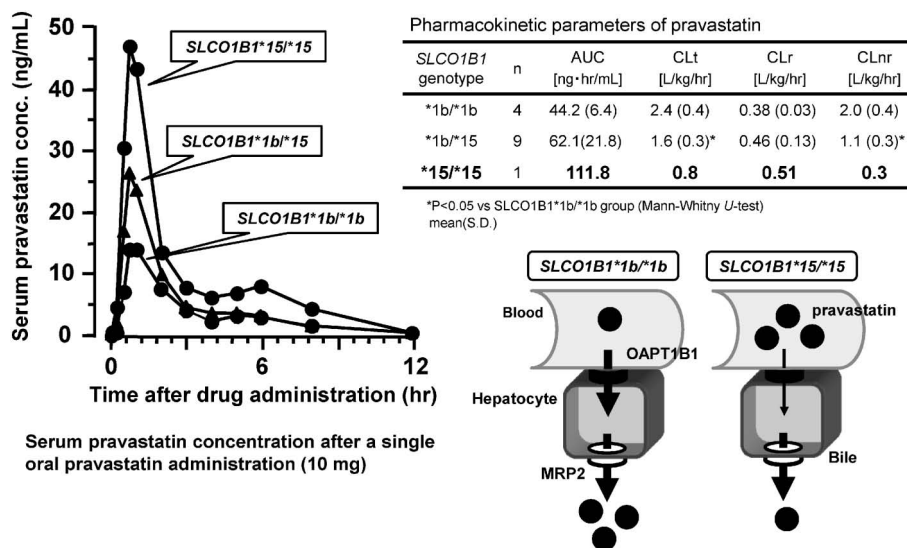 Serum pravastatin conc. (ng/mL)
50
40
30
20
10
0
0 2 4 6 12
Time after drug administration (hr)
SLCO1B1*15/*15
SLCO1B1*1b/*15
SLCO1B1*1b/*1b
Serum pravastatin concentration after a single
oral pravastatin administration (10 mg)
Pharmacokinetic parameters of pravastatin
SLCO1B1 genotype n AUC [ng・hr/mL] CLt [L/kg/hr] CLr [L/kg/hr] CLnr [L/kg/hr]
*1b/*1b 4 44.2 (6.4) 2.4 (0.4) 0.38 (0.03) 2.0 (0.4)
*1b/*15 9 62.1(21.8) 1.6 (0.3)* 0.46 (0.13) 1.1 (0.3)*
*15/*15 1 111.8 0.8 0.51 0.3
*P<0.05 vs SLCO1B1*1b/*1b group (Mann-Whitny U-test)
mean(S.D.)
SLCO1B1*1b/*1b
SLCO1B1*15/*15
Blood
pravastatin
OAPT1B1
Hepatocyte
MRP2
Bile